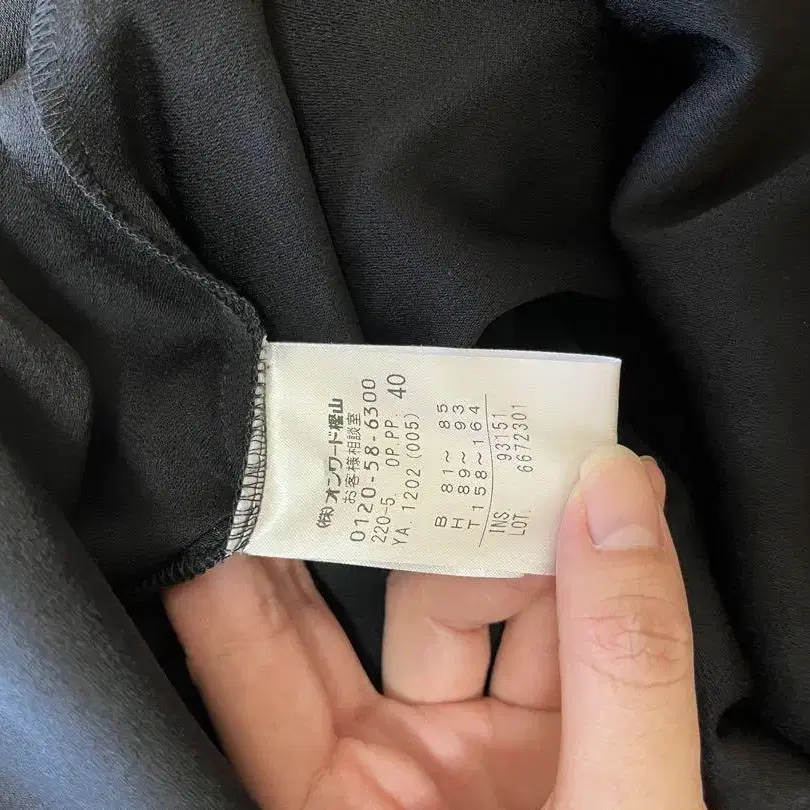 (株)オンワード樫山
お客様相談室
0120-58-6300
220-5. OP.PP. 40
YA. 1202 (005)
B 81~ 85
H 89~ 93
T 158~164
INS 93151
LOT. 6672301